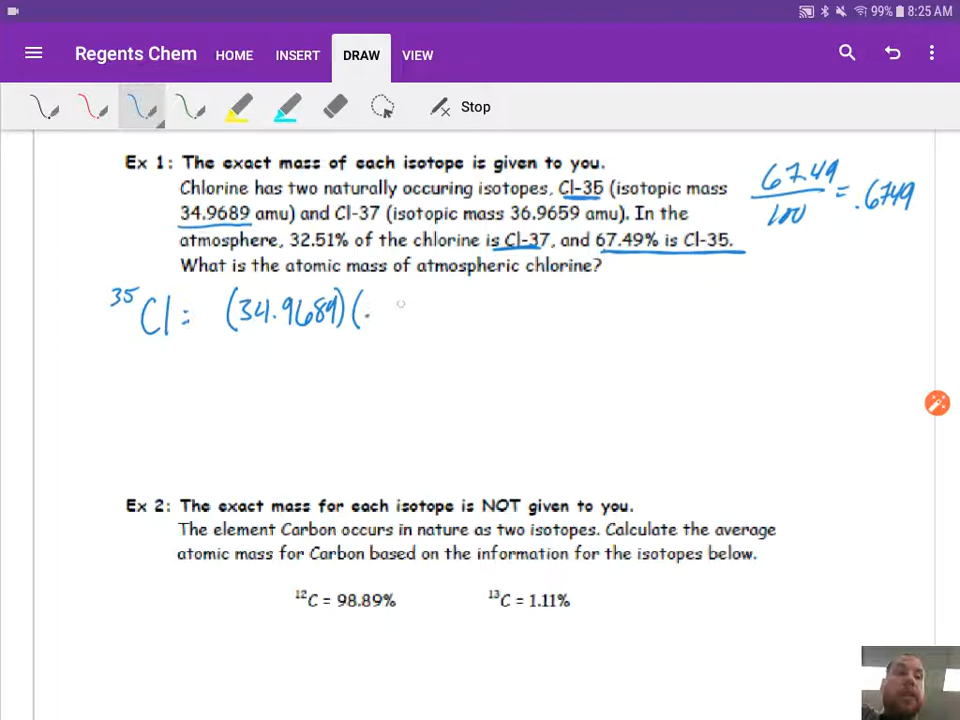 99% 8:25 AM
Regents Chem HOME INSERT DRAW VIEW
Stop
Ex 1: The exact mass of each isotope is given to you.
Chlorine has two naturally occuring isotopes, Cl-35 (isotopic mass
34.9689 amu) and Cl-37 (isotopic mass 36.9659 amu). In the
atmosphere, 32.51% of the chlorine is Cl-37, and 67.49% is Cl-35.
What is the atomic mass of atmospheric chlorine?
67.49
100
= .6749
35Cl = (34.9689)(.
Ex 2: The exact mass for each isotope is NOT given to you.
The element Carbon occurs in nature as two isotopes. Calculate the average
atomic mass for Carbon based on the information for the isotopes below.
12C = 98.89% 13C = 1.11%